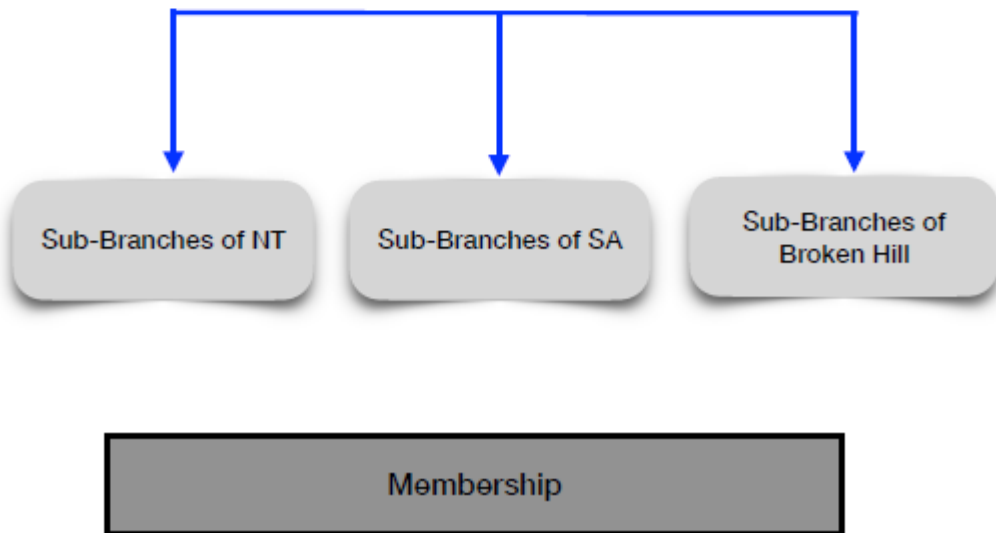 Sub-Branches of NT
Sub-Branches of SA
Sub-Branches of
Broken Hill
Membership